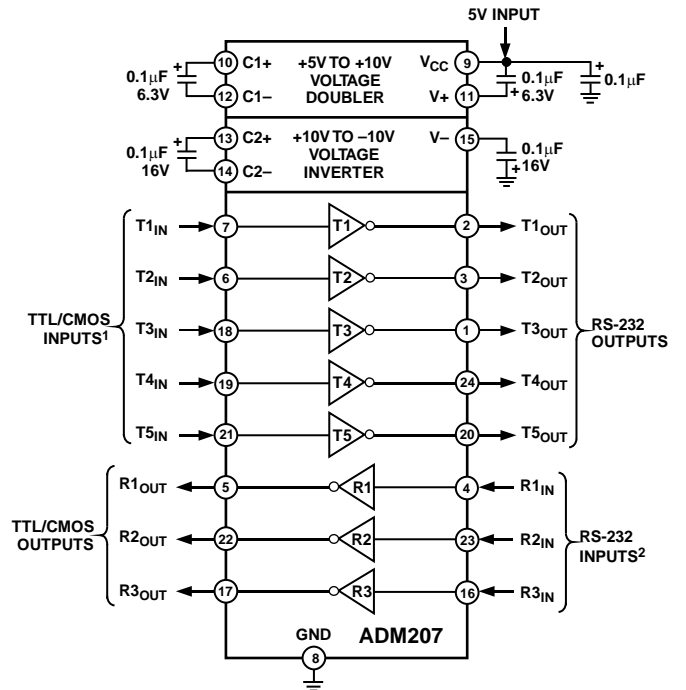 5V INPUT
0.1μF
6.3V
+
10
C1+
12
C1–
+5V TO +10V
VOLTAGE
DOUBLER
VCC
9
V+
11
+
0.1μF
6.3V
+
0.1μF
0.1μF
16V
+
13
C2+
14
C2–
+10V TO –10V
VOLTAGE
INVERTER
V–
15
0.1μF
+
16V
TTL/CMOS
INPUTS1
T1IN
7
T1
2
T1OUT
T2IN
6
T2
3
T2OUT
T3IN
18
T3
1
T3OUT
T4IN
19
T4
24
T4OUT
T5IN
21
T5
20
T5OUT
RS-232
OUTPUTS
TTL/CMOS
OUTPUTS
R1OUT
5
R1
4
R1IN
R2OUT
22
R2
23
R2IN
R3OUT
17
R3
16
R3IN
RS-232
INPUTS2
GND
8
ADM207